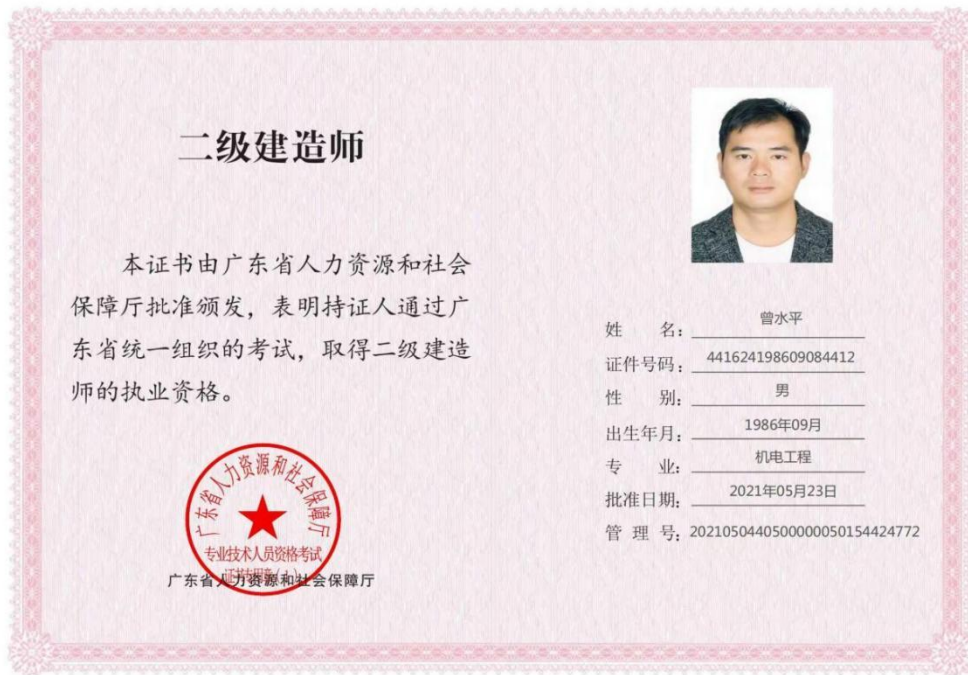 二级建造师
本证书由广东省人力资源和社会
保障厅批准颁发，表明持证人通过广
东省统一组织的考试，取得二级建造
师的执业资格。
广东省人力资源和社会保障厅
专业技术人员资格考试
证书专用章(1)
广东省人力资源和社会保障厅
姓 名：曾水平
证件号码：441624198609084412
性 别：男
出生年月：1986年09月
专 业：机电工程
批准日期：2021年05月23日
管 理 号：2021050440500000050154424772